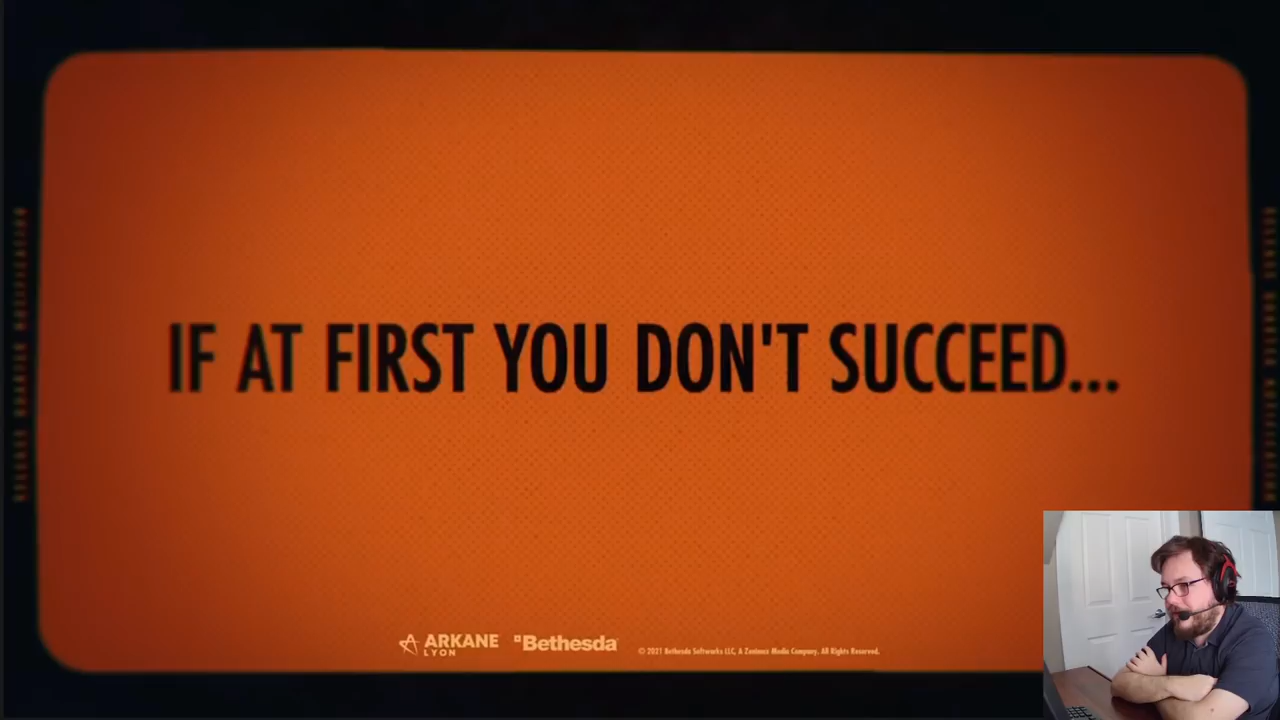 IF AT FIRST YOU DON'T SUCCEED...
ARKANE
LYON
Bethesda
© 2021 Bethesda Softworks LLC, A ZeniMax Media Company. All Rights Reserved.